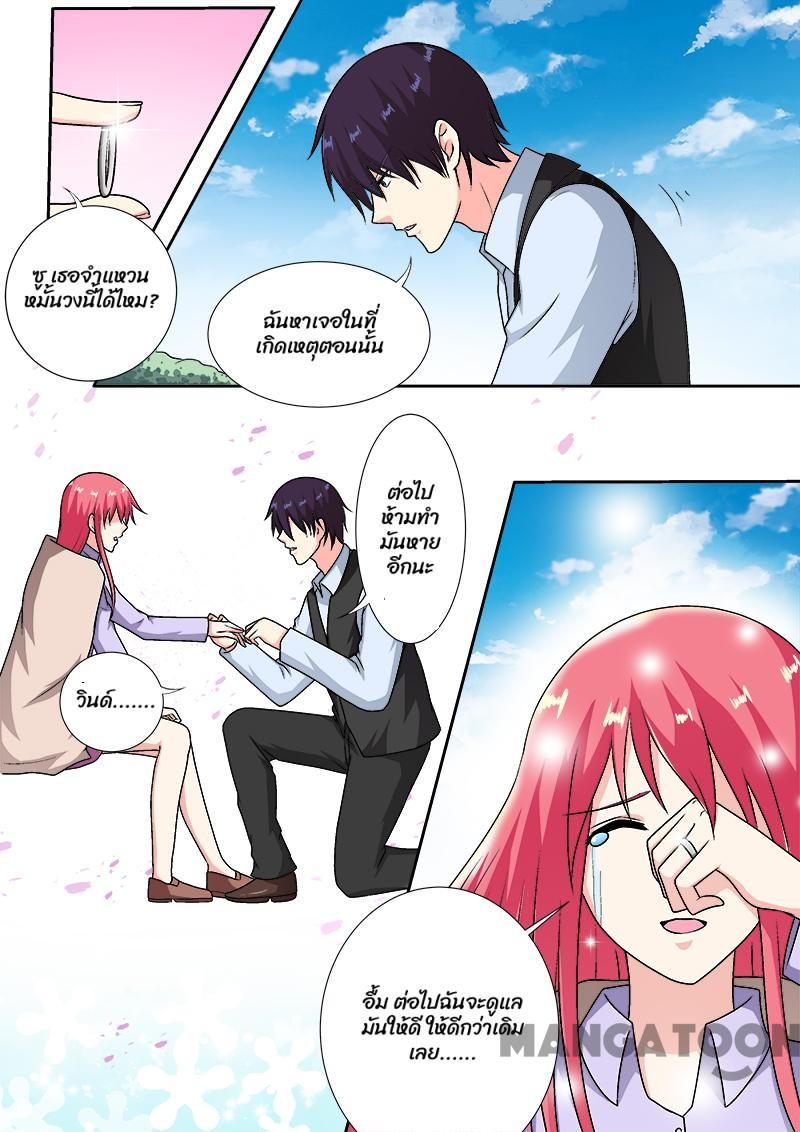 ซู เธอจำแหวน
หมั้นวงนี้ได้ไหม?
ฉันหาเจอในที่
เกิดเหตุตอนนั้น
ต่อไป
ห้ามทำ
มันหาย
อีกนะ
วินด์.......
อื้ม ต่อไปฉันจะดูแล
มันให้ดี ให้ดีกว่าเดิม
เลย......
MANGATOON